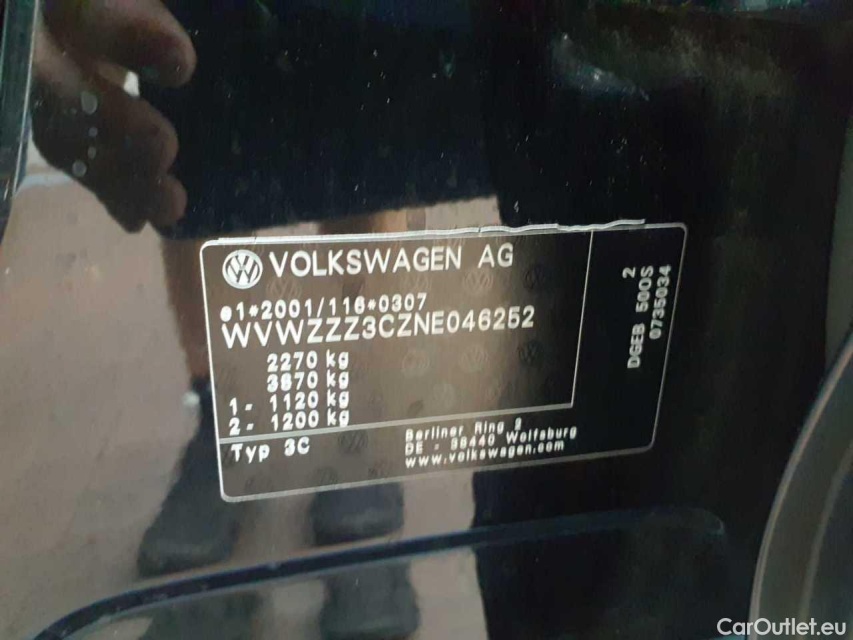 VOLKSWAGEN AG
e1*2001/116*0307
WVWZZZ3CZNE046252
2270 kg
3870 kg
1 - 1120 kg
2 - 1200 kg
Typ 3C
Berliner Ring 2
DE - 38440 Wolfsburg
www.volkswagen.com
2
DGEB 500S
0735034
CarOutlet.eu